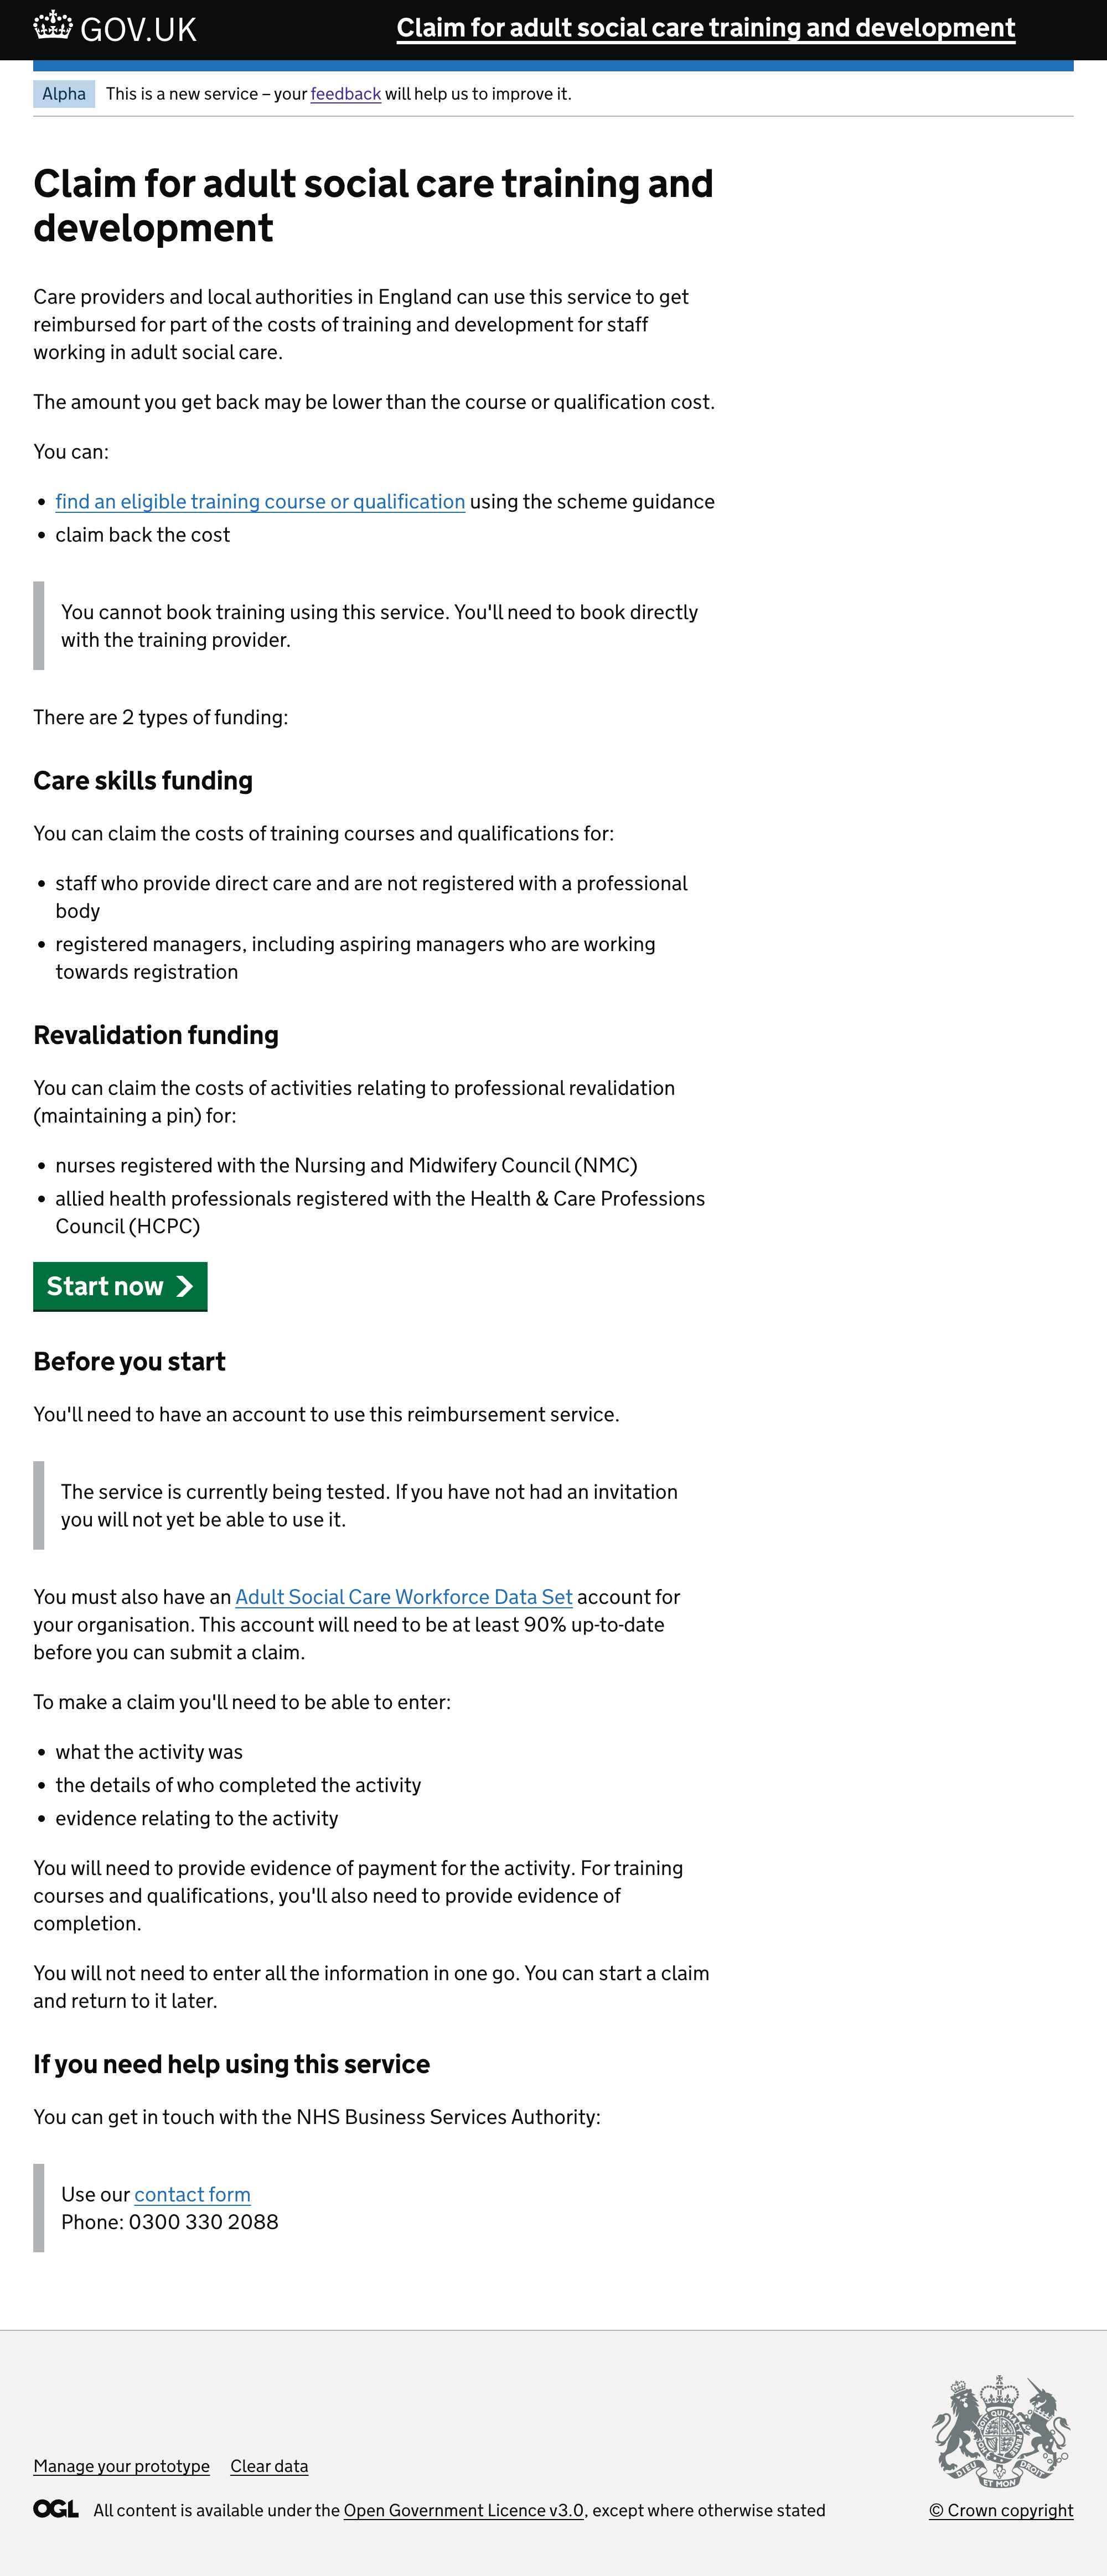 GOV.UK
Claim for adult social care training and development
Alpha
This is a new service – your feedback will help us to improve it.
Claim for adult social care training and
development
Care providers and local authorities in England can use this service to get
reimbursed for part of the costs of training and development for staff
working in adult social care.
The amount you get back may be lower than the course or qualification cost.
You can:
• find an eligible training course or qualification using the scheme guidance
• claim back the cost
You cannot book training using this service. You'll need to book directly
with the training provider.
There are 2 types of funding:
Care skills funding
You can claim the costs of training courses and qualifications for:
• staff who provide direct care and are not registered with a professional
body
• registered managers, including aspiring managers who are working
towards registration
Revalidation funding
You can claim the costs of activities relating to professional revalidation
(maintaining a pin) for:
• nurses registered with the Nursing and Midwifery Council (NMC)
• allied health professionals registered with the Health & Care Professions
Council (HCPC)
Start now
Before you start
You'll need to have an account to use this reimbursement service.
The service is currently being tested. If you have not had an invitation
you will not yet be able to use it.
You must also have an Adult Social Care Workforce Data Set account for
your organisation. This account will need to be at least 90% up-to-date
before you can submit a claim.
To make a claim you'll need to be able to enter:
• what the activity was
• the details of who completed the activity
• evidence relating to the activity
You will need to provide evidence of payment for the activity. For training
courses and qualifications, you'll also need to provide evidence of
completion.
You will not need to enter all the information in one go. You can start a claim
and return to it later.
If you need help using this service
You can get in touch with the NHS Business Services Authority:
Use our contact form
Phone: 0300 330 2088
Manage your prototype
Clear data
OGL
All content is available under the Open Government Licence v3.0, except where otherwise stated
DIEU ET MON DROIT
© Crown copyright